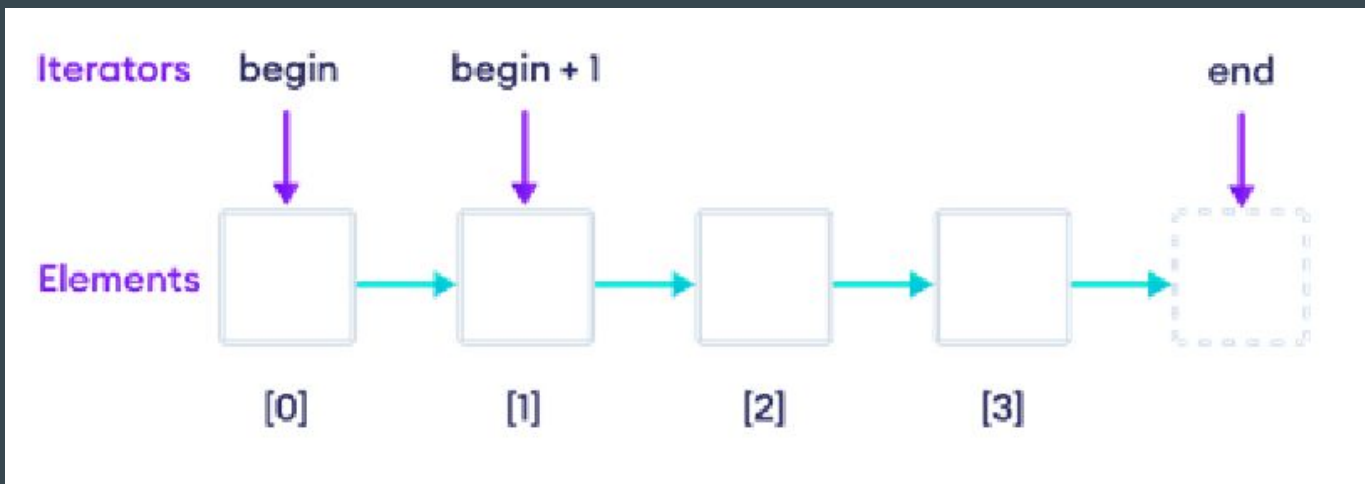 Iterators begin begin + 1 end
Elements
[0] [1] [2] [3]